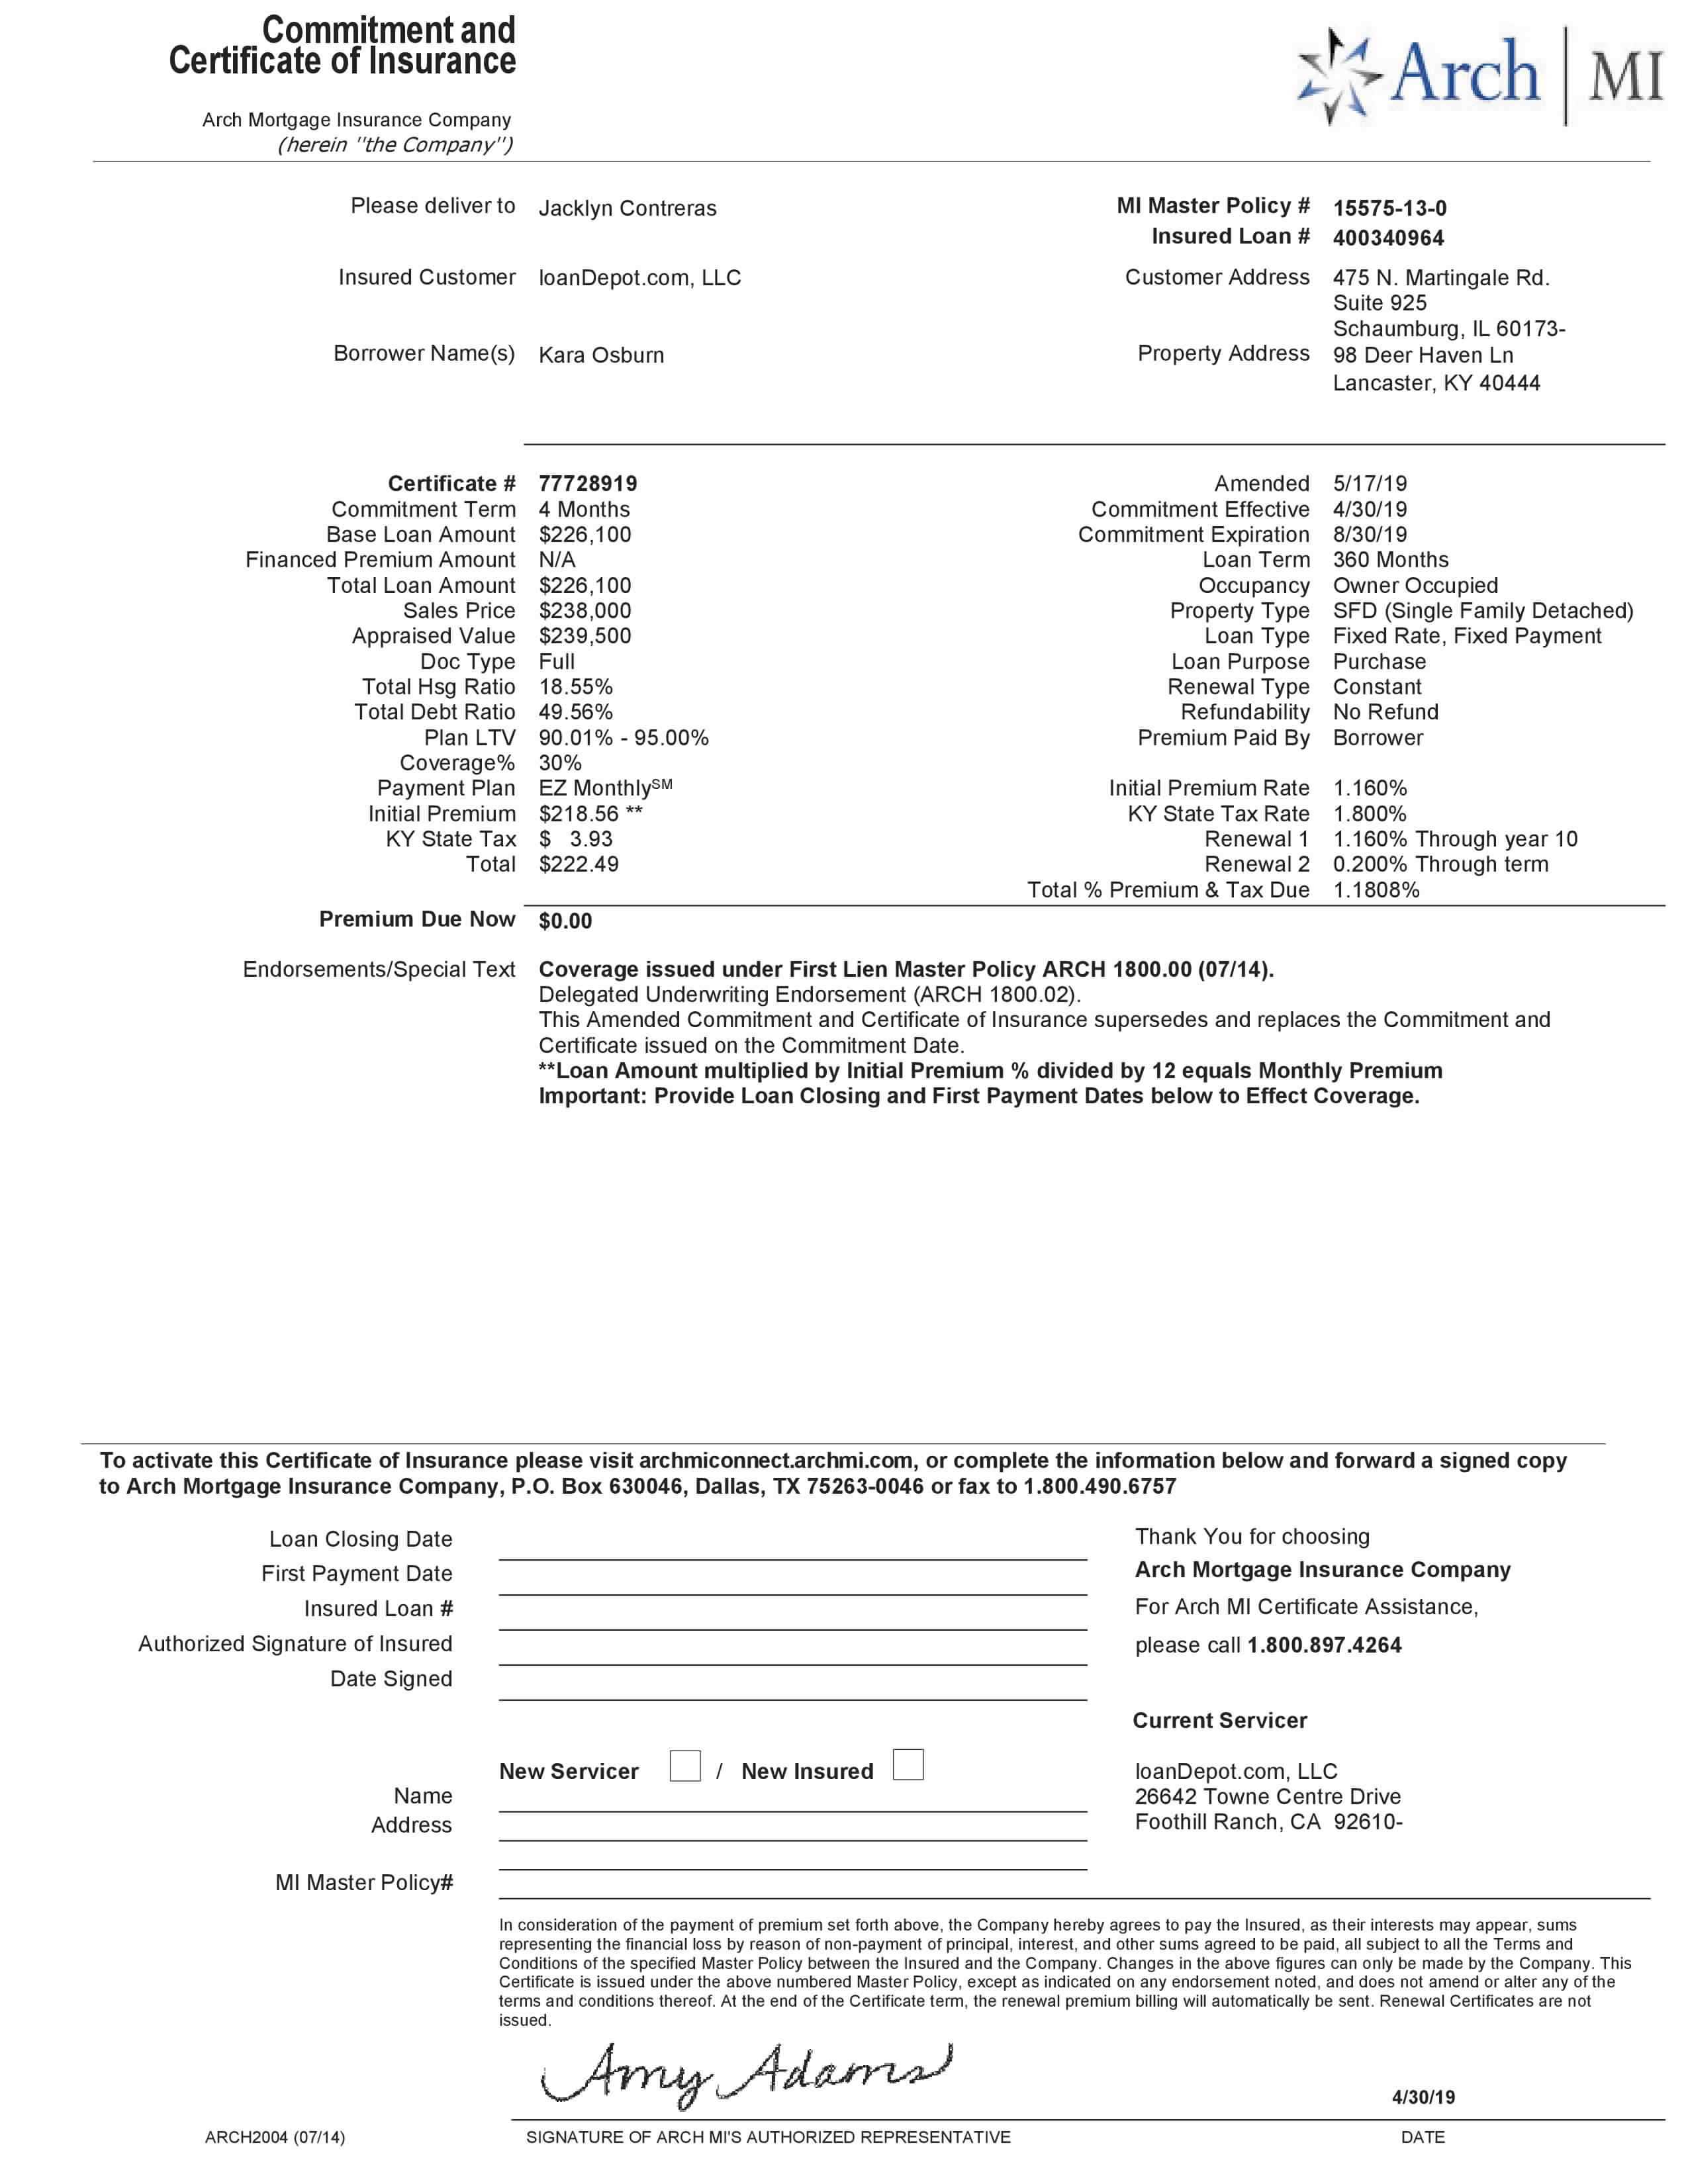 Commitment and
Certificate of Insurance
Arch | MI
Arch Mortgage Insurance Company
(herein "the Company")
Please deliver to Jacklyn Contreras
MI Master Policy # 15575-13-0
Insured Loan # 400340964
Insured Customer loanDepot.com, LLC
Customer Address 475 N. Martingale Rd.
Suite 925
Schaumburg, IL 60173-
Borrower Name(s) Kara Osburn
Property Address 98 Deer Haven Ln
Lancaster, KY 40444
Certificate # 77728919
Commitment Term 4 Months
Base Loan Amount $226,100
Financed Premium Amount N/A
Total Loan Amount $226,100
Sales Price $238,000
Appraised Value $239,500
Doc Type Full
Total Hsg Ratio 18.55%
Total Debt Ratio 49.56%
Plan LTV 90.01% - 95.00%
Coverage% 30%
Payment Plan EZ Monthly℠
Initial Premium $218.56 **
KY State Tax $ 3.93
Total $222.49
Amended 5/17/19
Commitment Effective 4/30/19
Commitment Expiration 8/30/19
Loan Term 360 Months
Occupancy Owner Occupied
Property Type SFD (Single Family Detached)
Loan Type Fixed Rate, Fixed Payment
Loan Purpose Purchase
Renewal Type Constant
Refundability No Refund
Premium Paid By Borrower
Initial Premium Rate 1.160%
KY State Tax Rate 1.800%
Renewal 1 1.160% Through year 10
Renewal 2 0.200% Through term
Total % Premium & Tax Due 1.1808%
Premium Due Now $0.00
Endorsements/Special Text Coverage issued under First Lien Master Policy ARCH 1800.00 (07/14).
Delegated Underwriting Endorsement (ARCH 1800.02).
This Amended Commitment and Certificate of Insurance supersedes and replaces the Commitment and
Certificate issued on the Commitment Date.
**Loan Amount multiplied by Initial Premium % divided by 12 equals Monthly Premium
Important: Provide Loan Closing and First Payment Dates below to Effect Coverage.
To activate this Certificate of Insurance please visit archmiconnect.archmi.com, or complete the information below and forward a signed copy
to Arch Mortgage Insurance Company, P.O. Box 630046, Dallas, TX 75263-0046 or fax to 1.800.490.6757
Loan Closing Date
First Payment Date
Insured Loan #
Authorized Signature of Insured
Date Signed
Thank You for choosing
Arch Mortgage Insurance Company
For Arch MI Certificate Assistance,
please call 1.800.897.4264
Current Servicer
loanDepot.com, LLC
26642 Towne Centre Drive
Foothill Ranch, CA 92610-
New Servicer / New Insured
Name
Address
MI Master Policy#
In consideration of the payment of premium set forth above, the Company hereby agrees to pay the Insured, as their interests may appear, sums
representing the financial loss by reason of non-payment of principal, interest, and other sums agreed to be paid, all subject to all the Terms and
Conditions of the specified Master Policy between the Insured and the Company. Changes in the above figures can only be made by the Company. This
Certificate is issued under the above numbered Master Policy, except as indicated on any endorsement noted, and does not amend or alter any of the
terms and conditions thereof. At the end of the Certificate term, the renewal premium billing will automatically be sent. Renewal Certificates are not
issued.
Amy Adams
4/30/19
ARCH2004 (07/14)
SIGNATURE OF ARCH MI'S AUTHORIZED REPRESENTATIVE
DATE